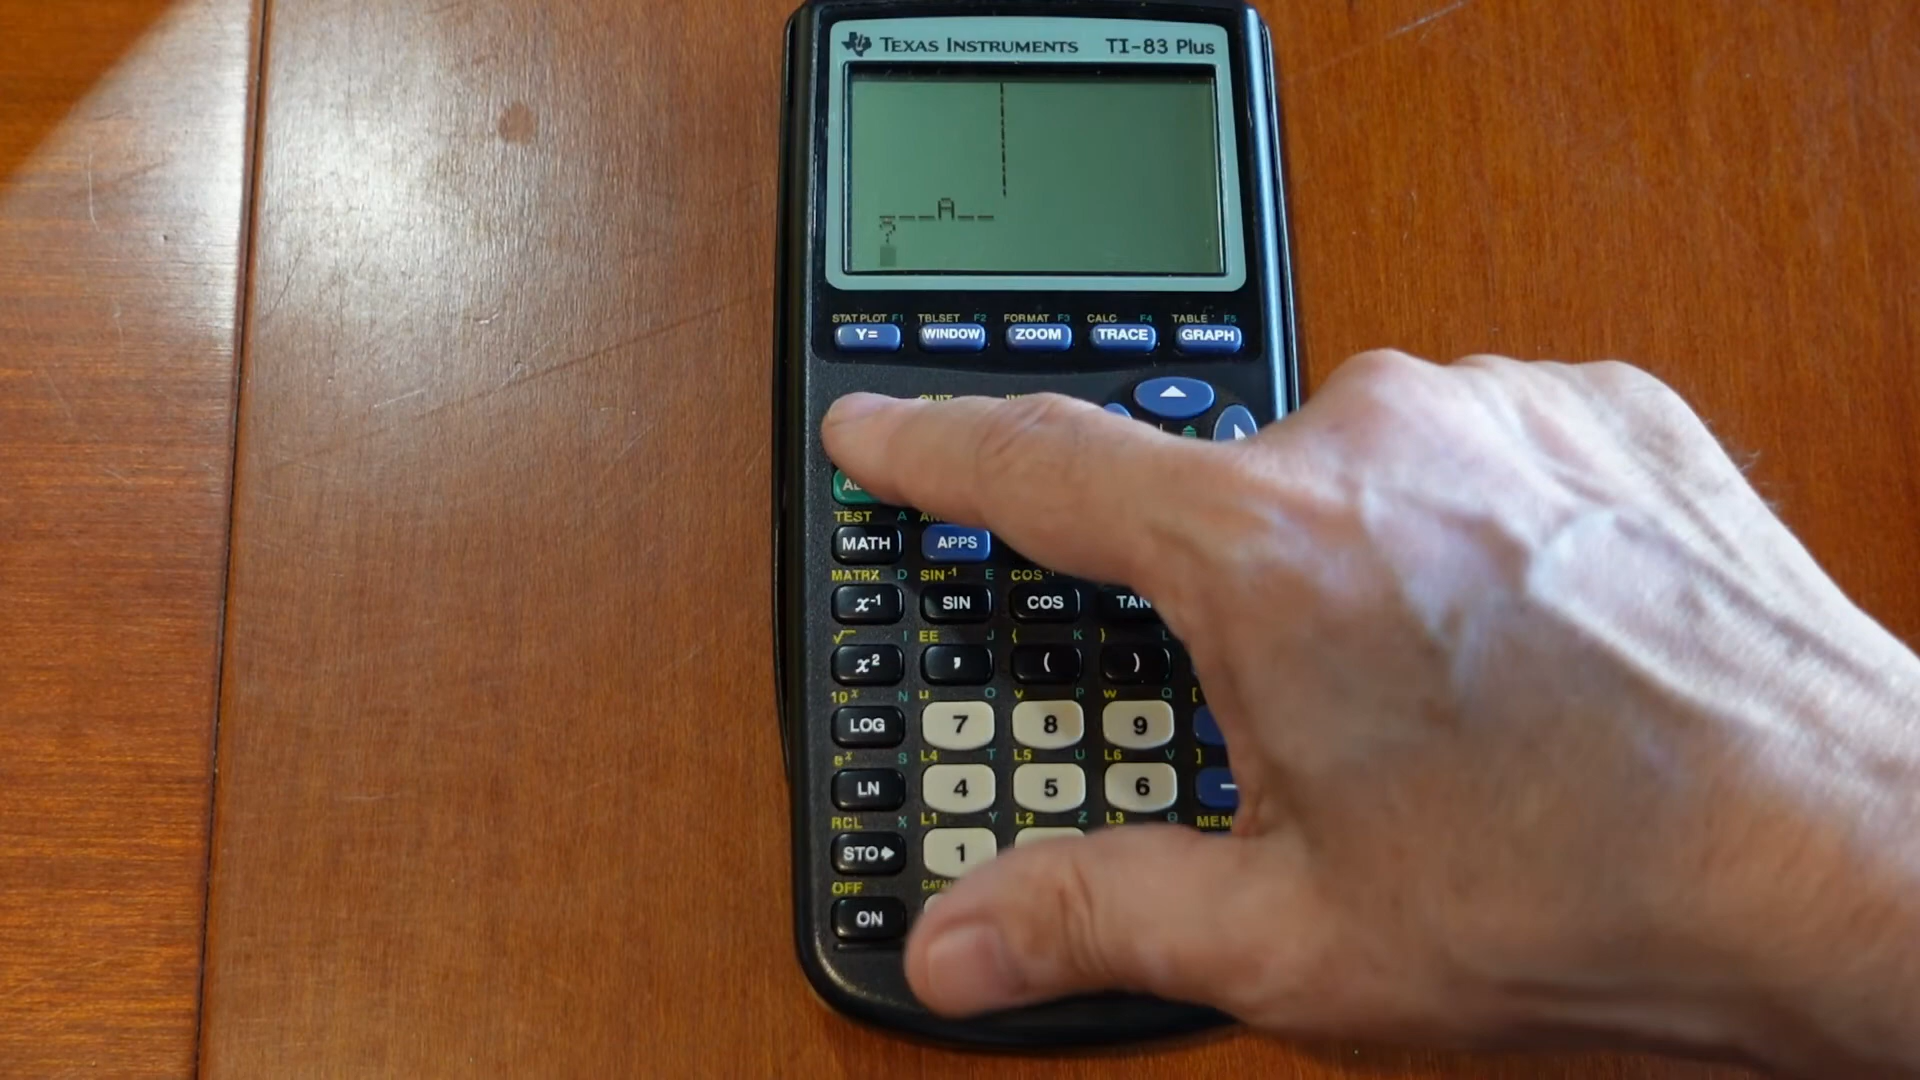 TEXAS INSTRUMENTS TI-83 Plus
A
STAT PLOT F1 TBLSET F2 FORMAT F3 CALC F4 TABLE F5
Y= WINDOW ZOOM TRACE GRAPH
QUIT
TEST A
MATH APPS
MATRX D SIN-1 E COS-1
x-1 SIN COS TAN
√ I EE J { K } L
x2 , ( )
10x N u O v P w Q [
LOG 7 8 9
ex S L4 T L5 U L6 V ]
LN 4 5 6 −
RCL X L1 Y L2 Z L3 θ MEM
STO▸ 1
OFF
ON